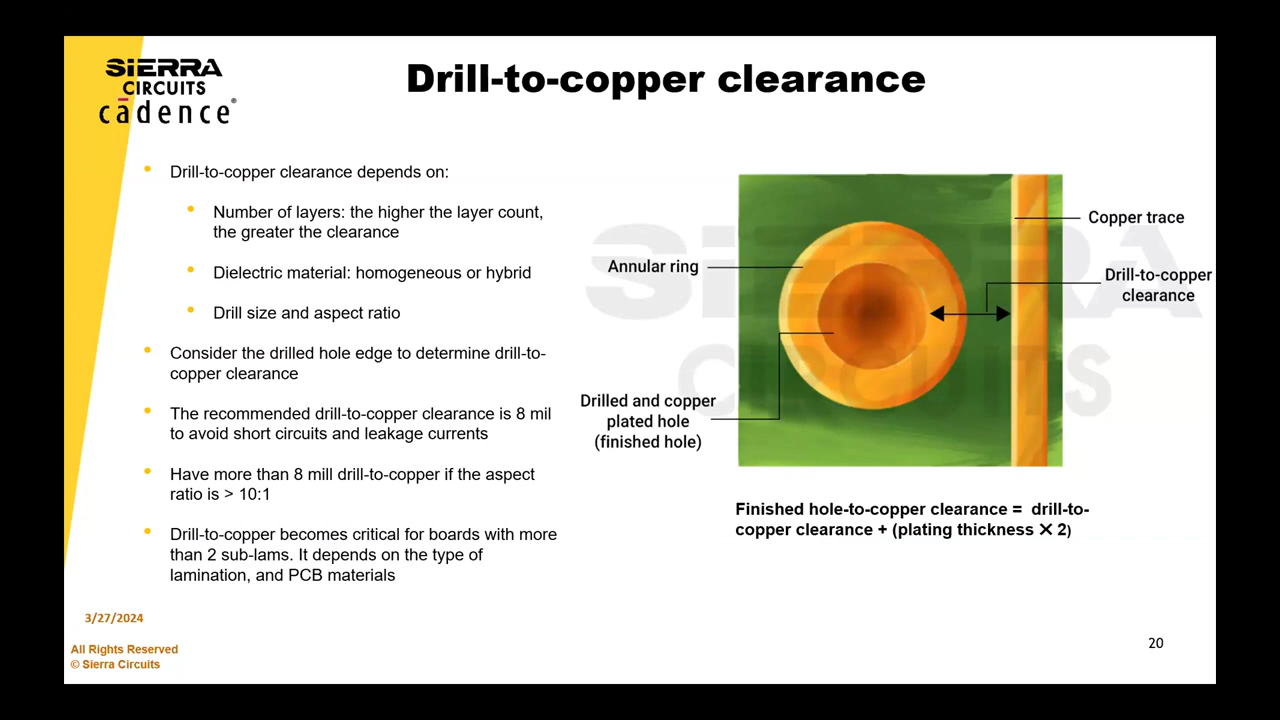 SiERRA
CIRCUITS
cādence®
Drill-to-copper clearance
• Drill-to-copper clearance depends on:
• Number of layers: the higher the layer count,
the greater the clearance
• Dielectric material: homogeneous or hybrid
• Drill size and aspect ratio
• Consider the drilled hole edge to determine drill-to-
copper clearance
• The recommended drill-to-copper clearance is 8 mil
to avoid short circuits and leakage currents
• Have more than 8 mill drill-to-copper if the aspect
ratio is > 10:1
• Drill-to-copper becomes critical for boards with more
than 2 sub-lams. It depends on the type of
lamination, and PCB materials
SiERRA
CIRCUITS
Copper trace
Annular ring
Drill-to-copper
clearance
Drilled and copper
plated hole
(finished hole)
Finished hole-to-copper clearance = drill-to-
copper clearance + (plating thickness ✕ 2)
3/27/2024
All Rights Reserved
© Sierra Circuits
20